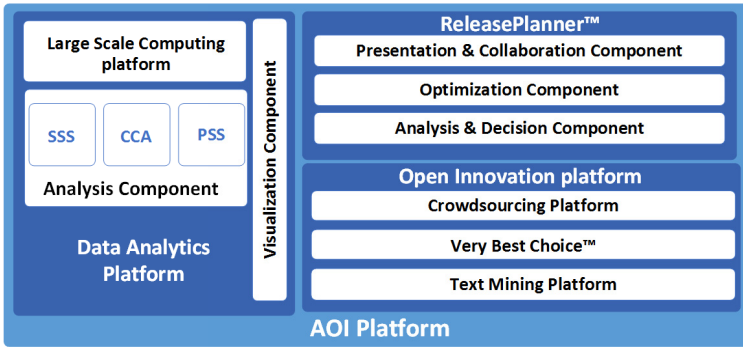 Large Scale Computing
platform
SSS
CCA
PSS
Analysis Component
Data Analytics
Platform
Visualization Component
ReleasePlanner™
Presentation & Collaboration Component
Optimization Component
Analysis & Decision Component
Open Innovation platform
Crowdsourcing Platform
Very Best Choice™
Text Mining Platform
AOI Platform